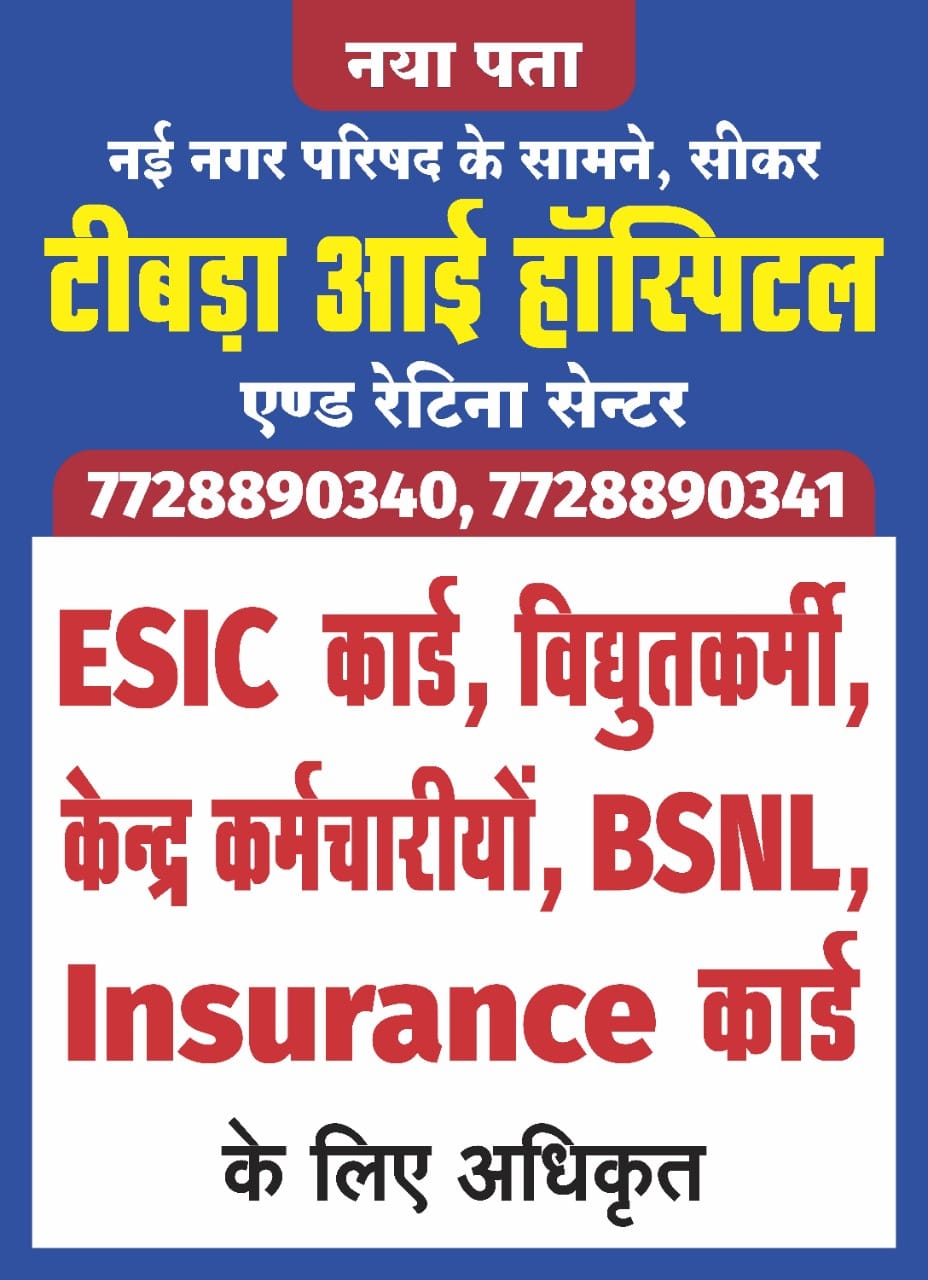 नया पता
नई नगर परिषद के सामने, सीकर
टीबड़ा आई हॉस्पिटल
एण्ड रेटिना सेन्टर
7728890340, 7728890341
ESIC कार्ड, विद्युतकर्मी,
केन्द्र कर्मचारीयों, BSNL,
Insurance कार्ड
के लिए अधिकृत